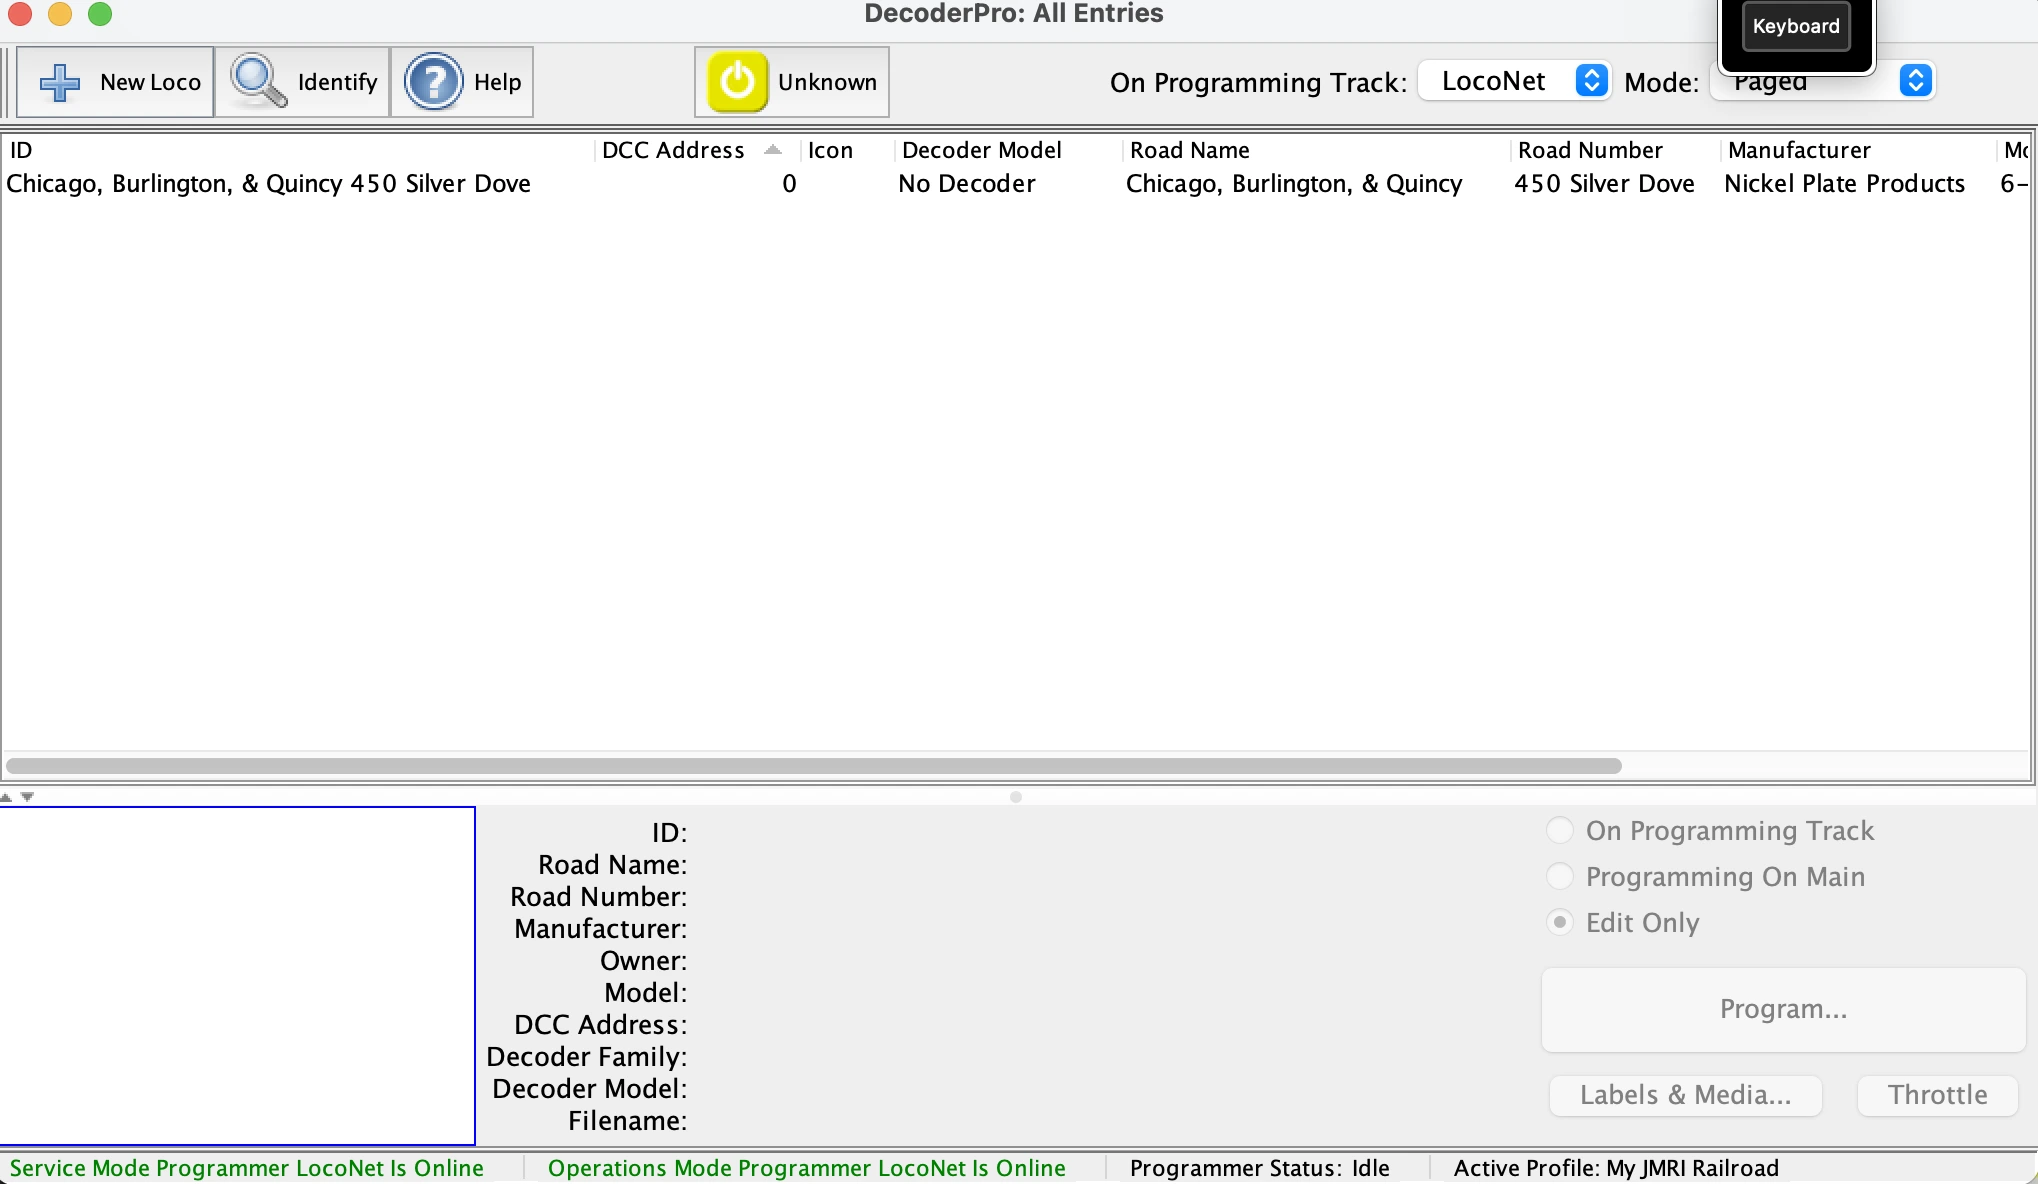 DecoderPro: All Entries
Keyboard
New Loco Identify Help Unknown On Programming Track: LocoNet Mode: Paged
ID DCC Address Icon Decoder Model Road Name Road Number Manufacturer
Chicago, Burlington, & Quincy 450 Silver Dove 0 No Decoder Chicago, Burlington, & Quincy 450 Silver Dove Nickel Plate Products 6-
ID:
Road Name:
Road Number:
Manufacturer:
Owner:
Model:
DCC Address:
Decoder Family:
Decoder Model:
Filename:
On Programming Track
Programming On Main
Edit Only
Program...
Labels & Media... Throttle
Service Mode Programmer LocoNet Is Online Operations Mode Programmer LocoNet Is Online Programmer Status: Idle Active Profile: My JMRI Railroad